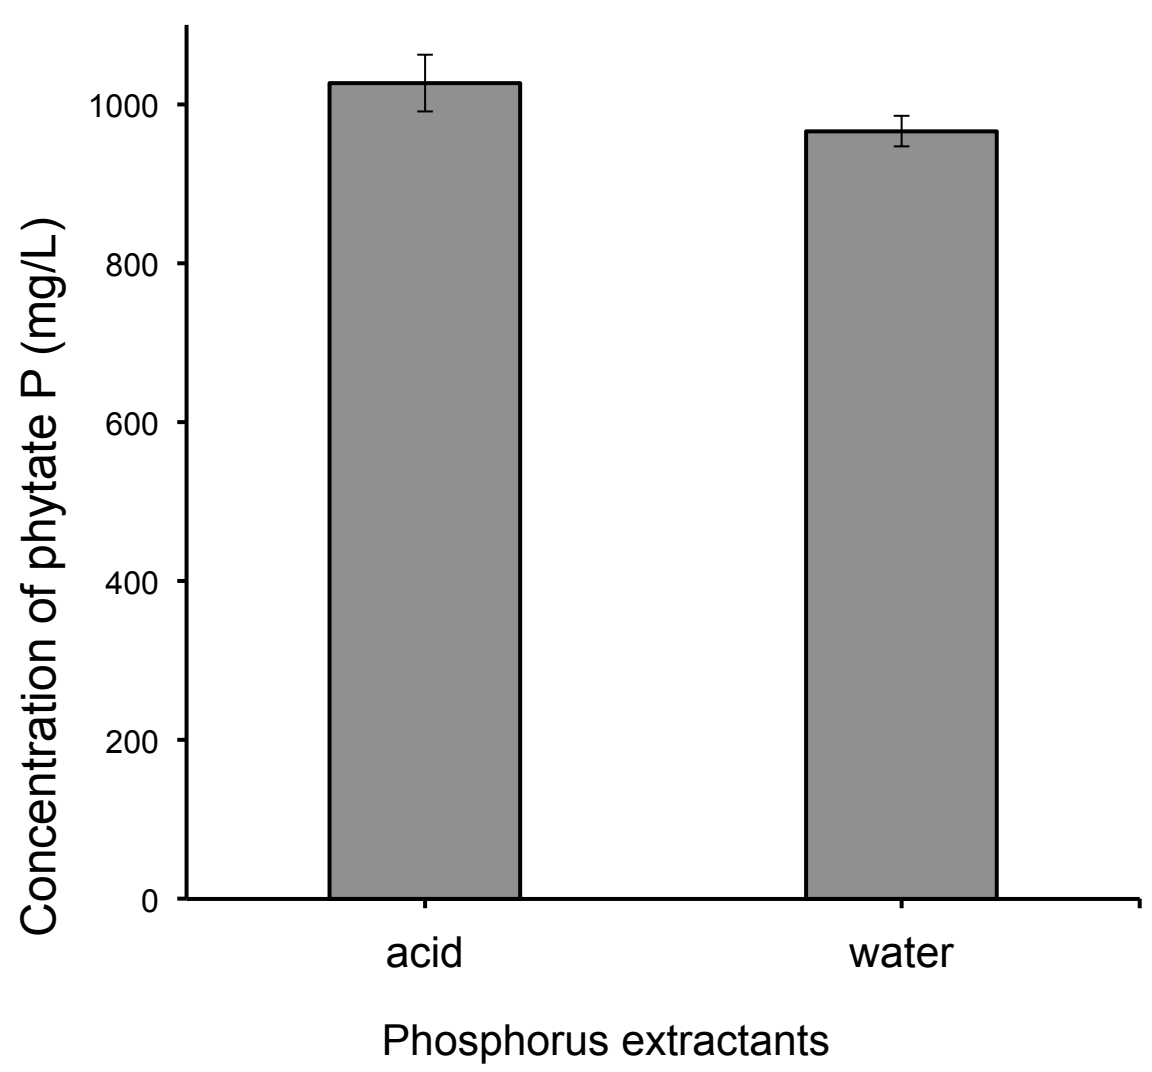 Concentration of phytate P (mg/L)
1000
800
600
400
200
0
acid
water
Phosphorus extractants